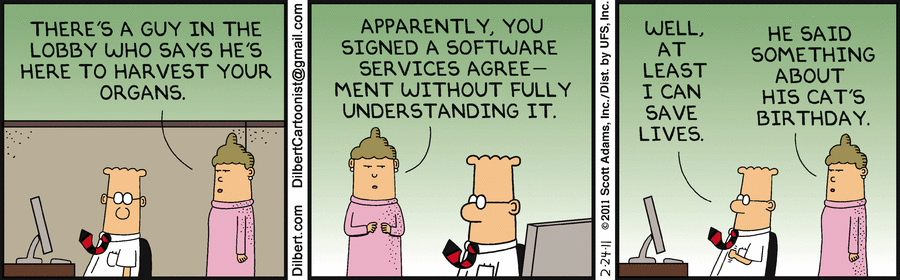 THERE'S A GUY IN THE
LOBBY WHO SAYS HE'S
HERE TO HARVEST YOUR
ORGANS.
Dilbert.com DilbertCartoonist@gmail.com
APPARENTLY, YOU
SIGNED A SOFTWARE
SERVICES AGREE—
MENT WITHOUT FULLY
UNDERSTANDING IT.
2-24-11 © 2011 Scott Adams, Inc./Dist. by UFS, Inc.
WELL,
AT
LEAST
I CAN
SAVE
LIVES.
HE SAID
SOMETHING
ABOUT
HIS CAT'S
BIRTHDAY.